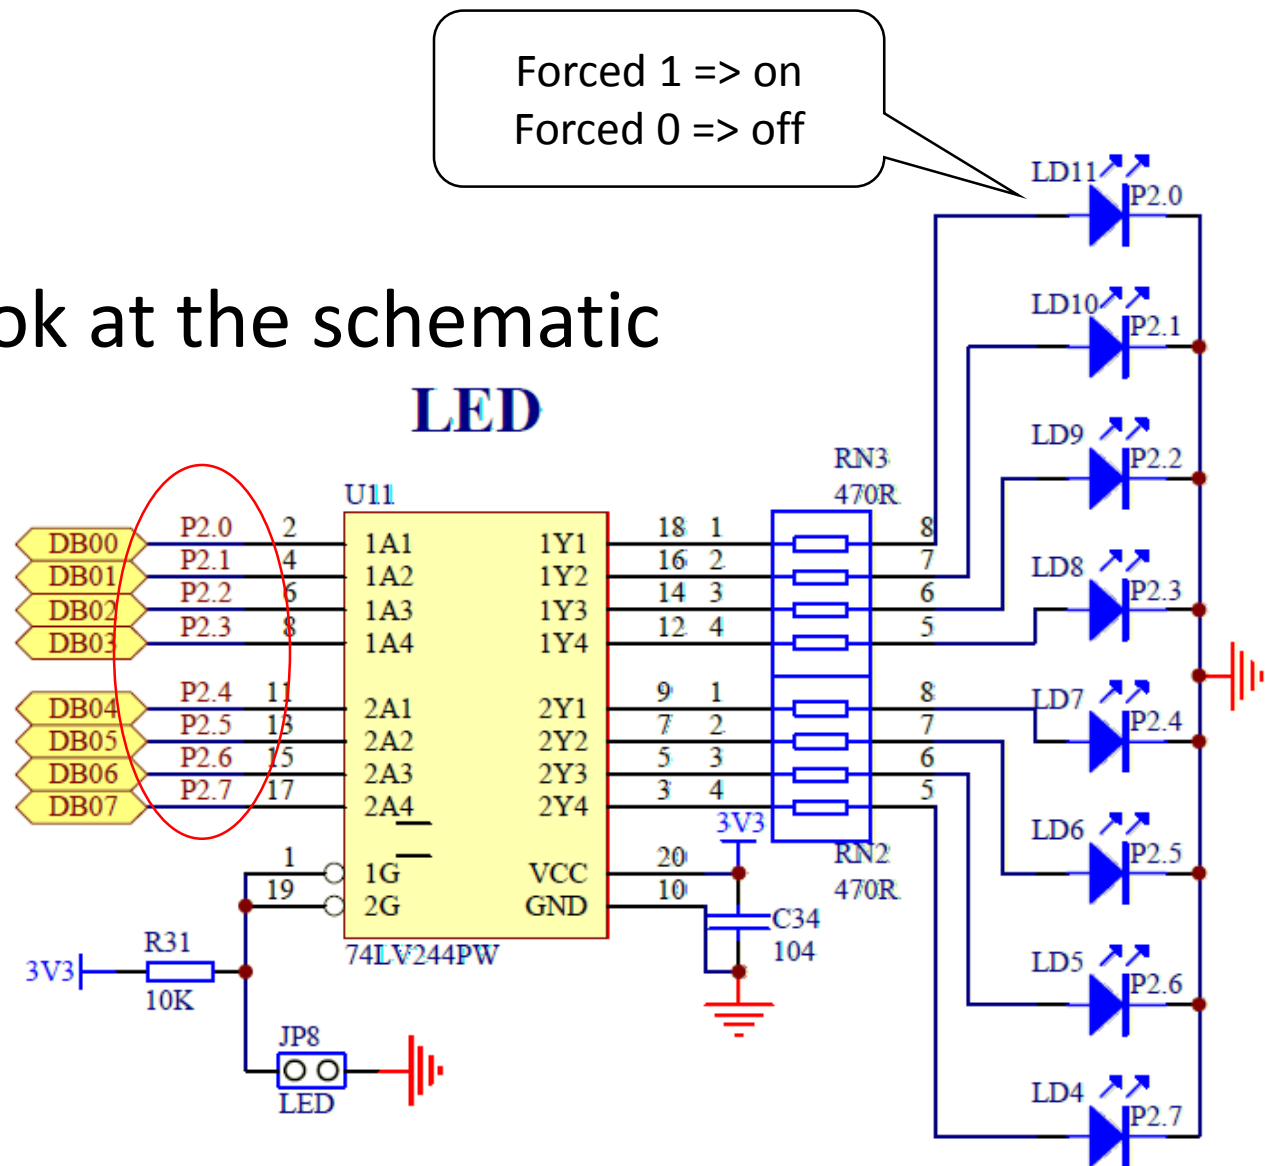 Forced 1 => on
Forced 0 => off
ok at the schematic
LED
LD11
P2.0
LD10
P2.1
LD9
P2.2
LD8
P2.3
LD7
P2.4
LD6
P2.5
LD5
P2.6
LD4
P2.7
RN3
470R
U11
DB00 P2.0 2 1A1 1Y1 18 1 8
DB01 P2.1 4 1A2 1Y2 16 2 7
DB02 P2.2 6 1A3 1Y3 14 3 6
DB03 P2.3 8 1A4 1Y4 12 4 5
DB04 P2.4 11 2A1 2Y1 9 1 8
DB05 P2.5 13 2A2 2Y2 7 2 7
DB06 P2.6 15 2A3 2Y3 5 3 6
DB07 P2.7 17 2A4 2Y4 3 4 5
3V3
1 1G VCC 20
19 2G GND 10
RN2
470R
C34
104
74LV244PW
R31
3V3
10K
JP8
LED